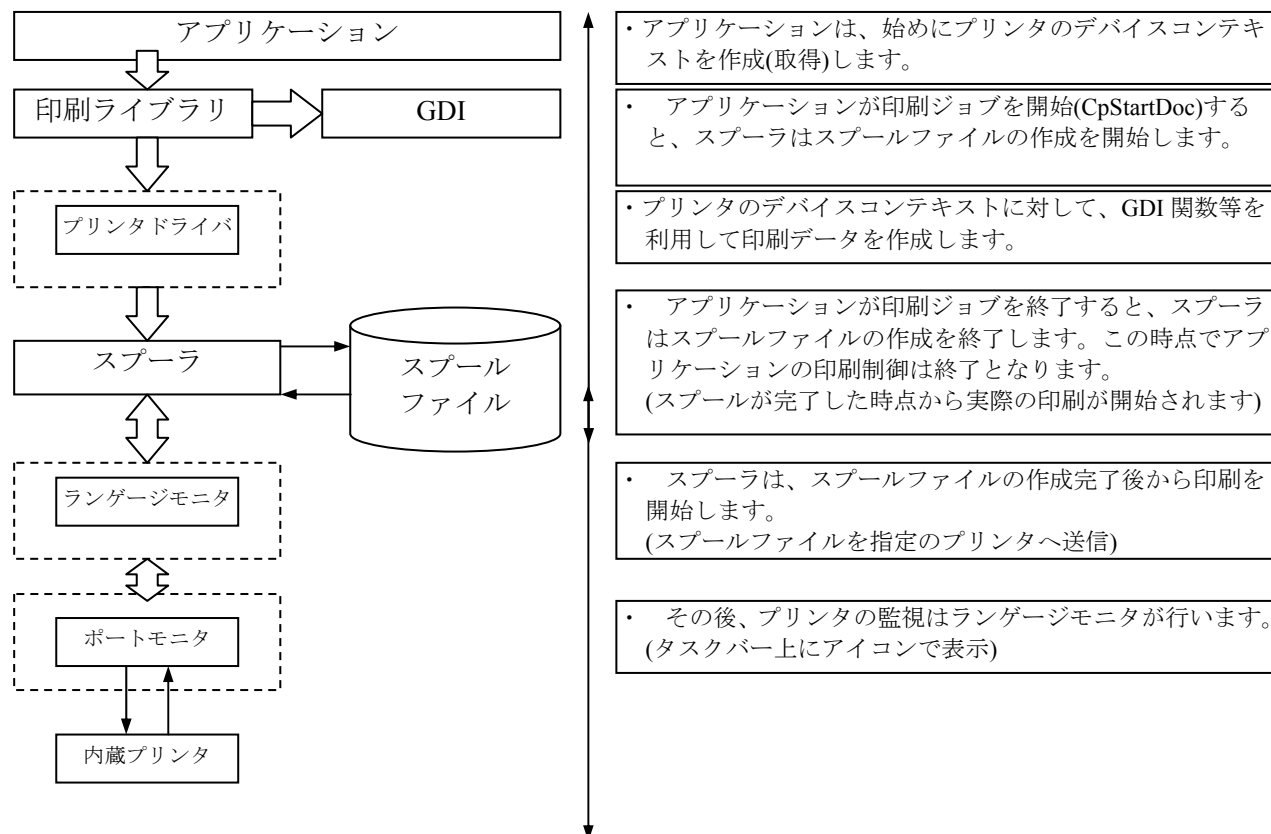 アプリケーション
印刷ライブラリ
GDI
プリンタドライバ
スプーラ
スプール
ファイル
ランゲージモニタ
ポートモニタ
内蔵プリンタ
・アプリケーションは、始めにプリンタのデバイスコンテキ
ストを作成(取得)します。
・ アプリケーションが印刷ジョブを開始(CpStartDoc)する
と、スプーラはスプールファイルの作成を開始します。
・プリンタのデバイスコンテキストに対して、GDI 関数等を
利用して印刷データを作成します。
・ アプリケーションが印刷ジョブを終了すると、スプーラ
はスプールファイルの作成を終了します。この時点でアプ
リケーションの印刷制御は終了となります。
(スプールが完了した時点から実際の印刷が開始されます)
・ スプーラは、スプールファイルの作成完了後から印刷を
開始します。
(スプールファイルを指定のプリンタへ送信)
・ その後、プリンタの監視はランゲージモニタが行います。
(タスクバー上にアイコンで表示)